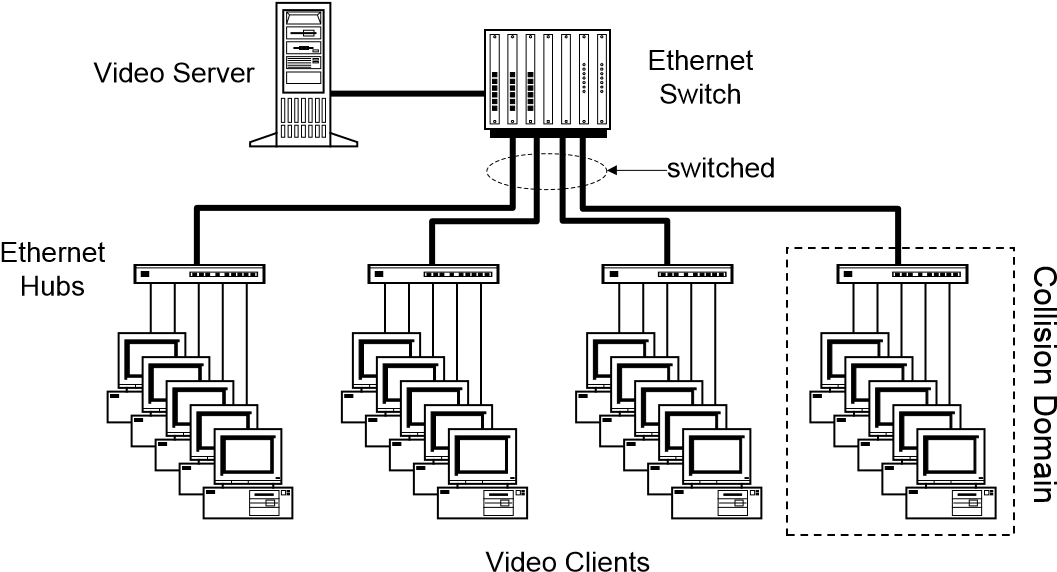 Video Server
Ethernet
Switch
switched
Ethernet
Hubs
Collision Domain
Video Clients